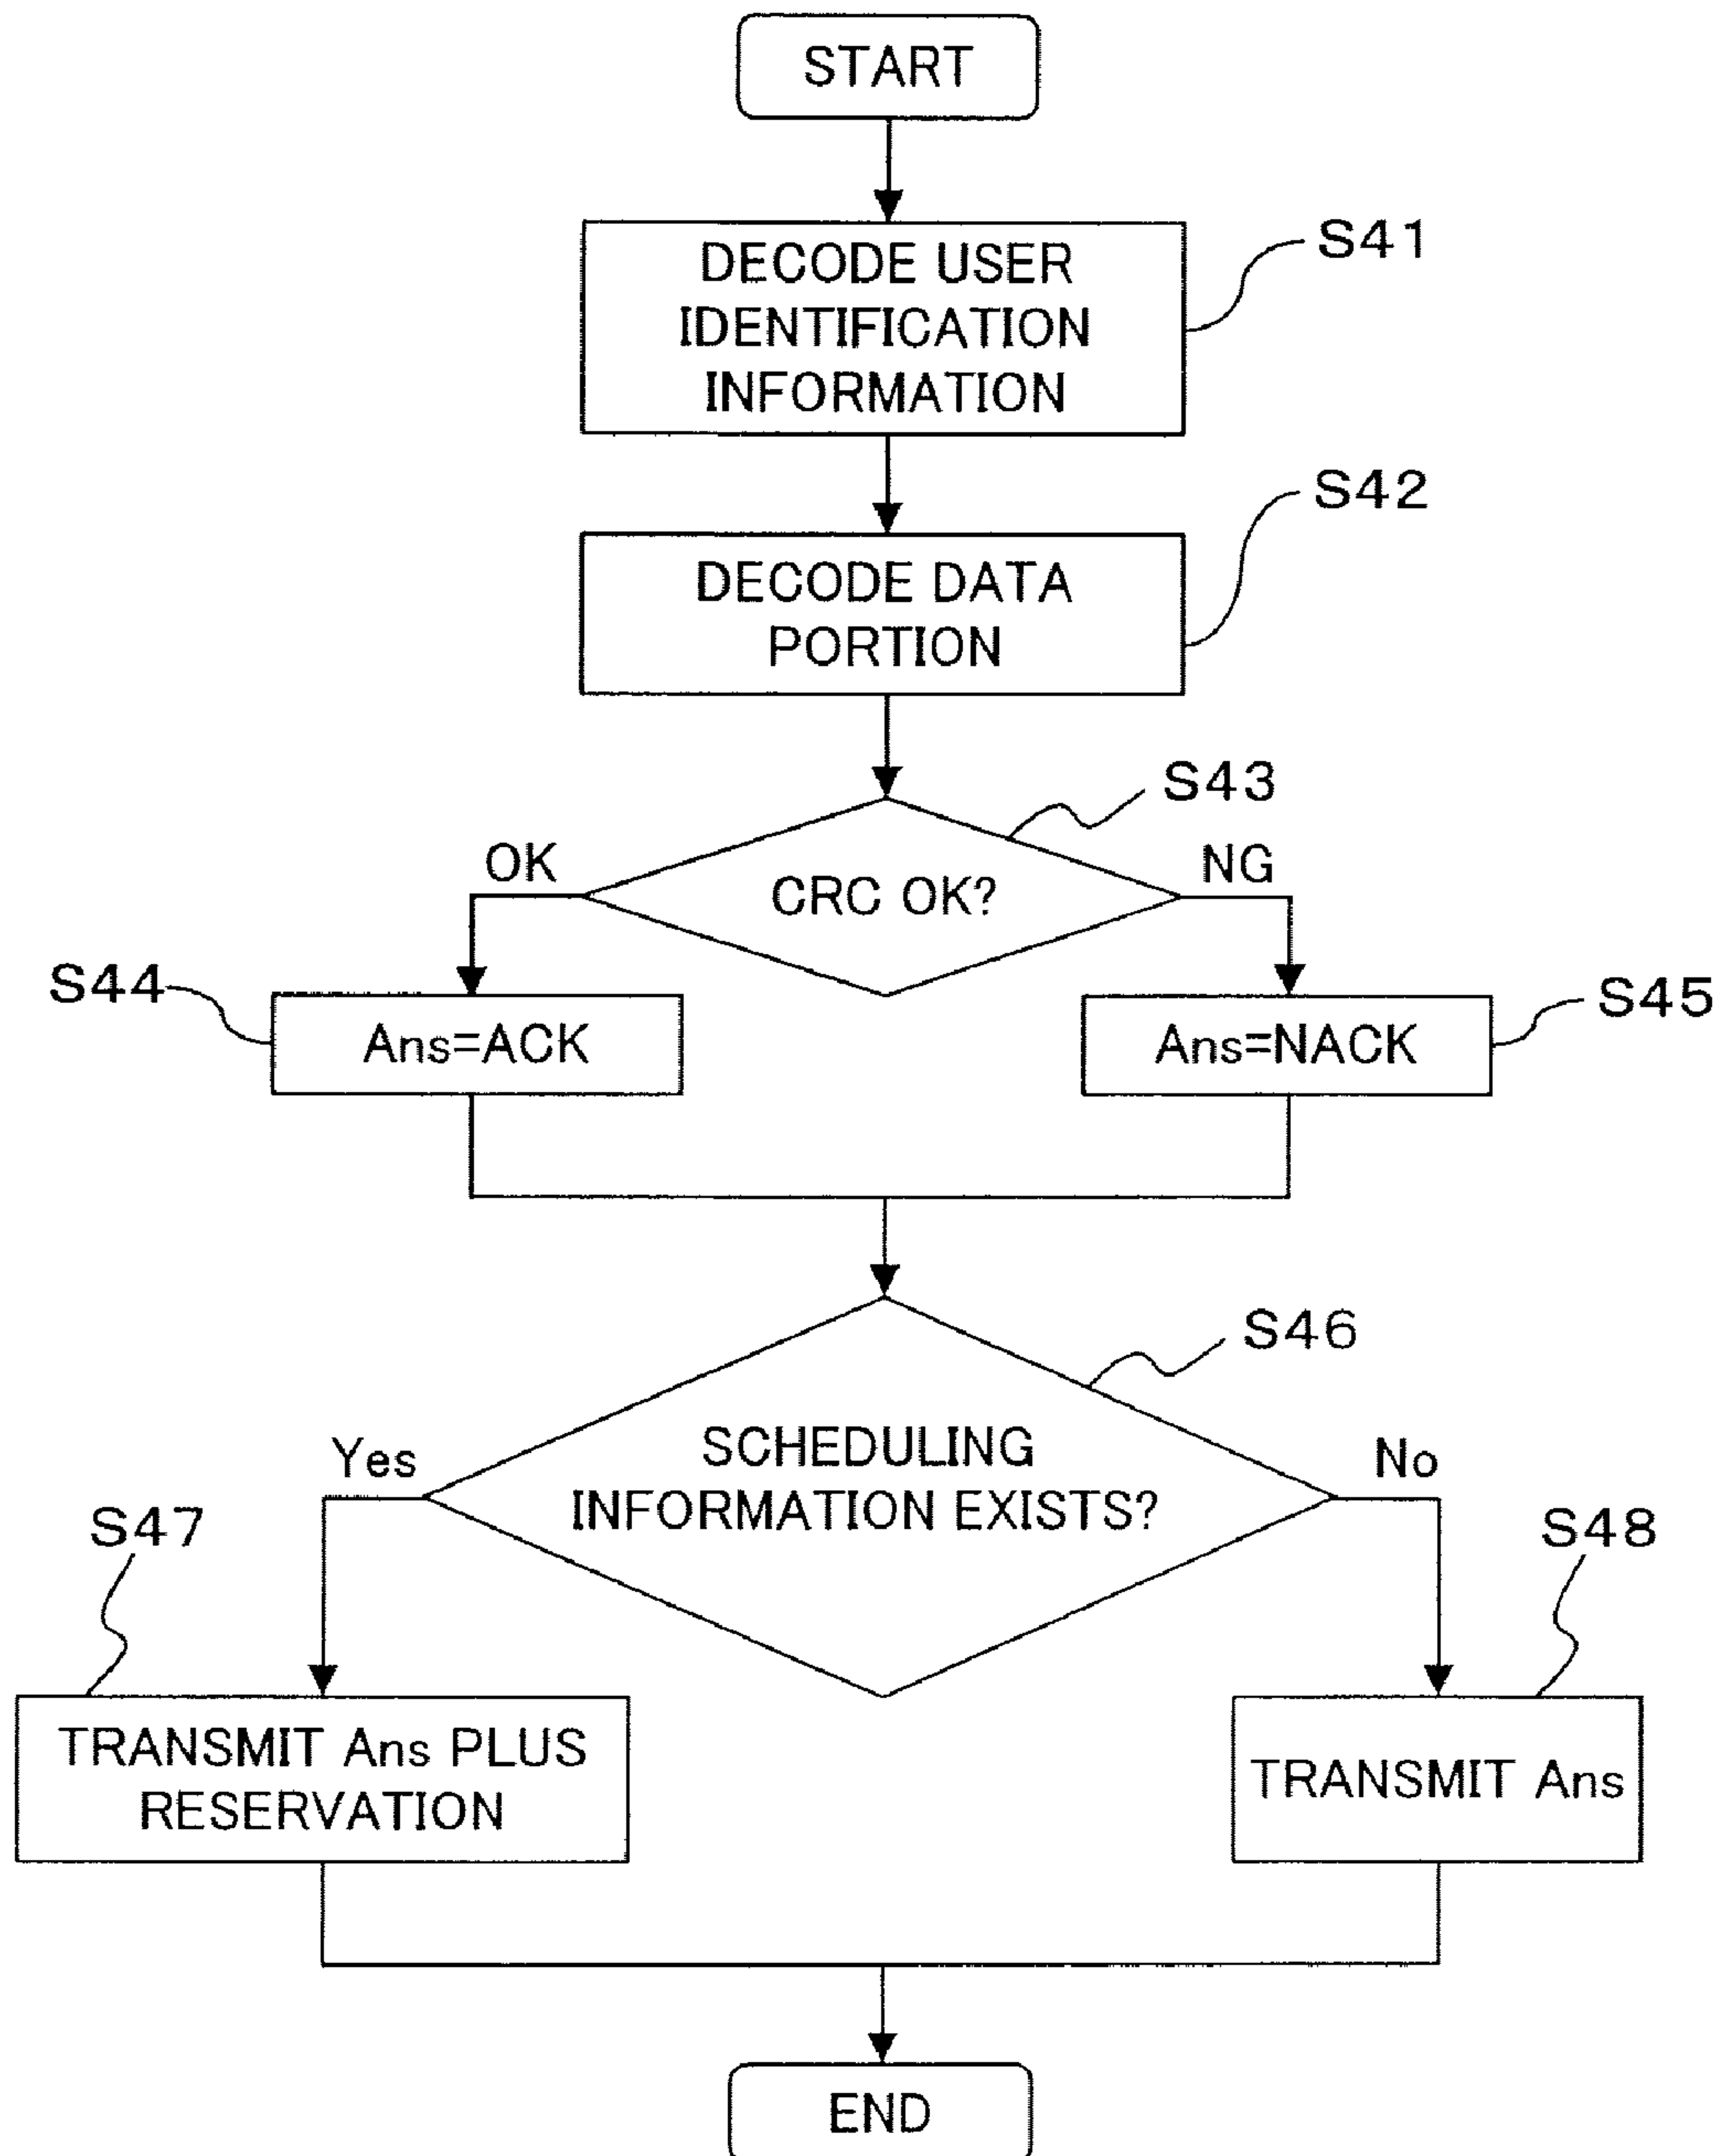 START
DECODE USER
IDENTIFICATION
INFORMATION
S41
DECODE DATA
PORTION
S42
S43
OK
CRC OK?
NG
S44
Ans=ACK
Ans=NACK
S45
S46
Yes
SCHEDULING
INFORMATION EXISTS?
No
S47
S48
TRANSMIT Ans PLUS
RESERVATION
TRANSMIT Ans
END